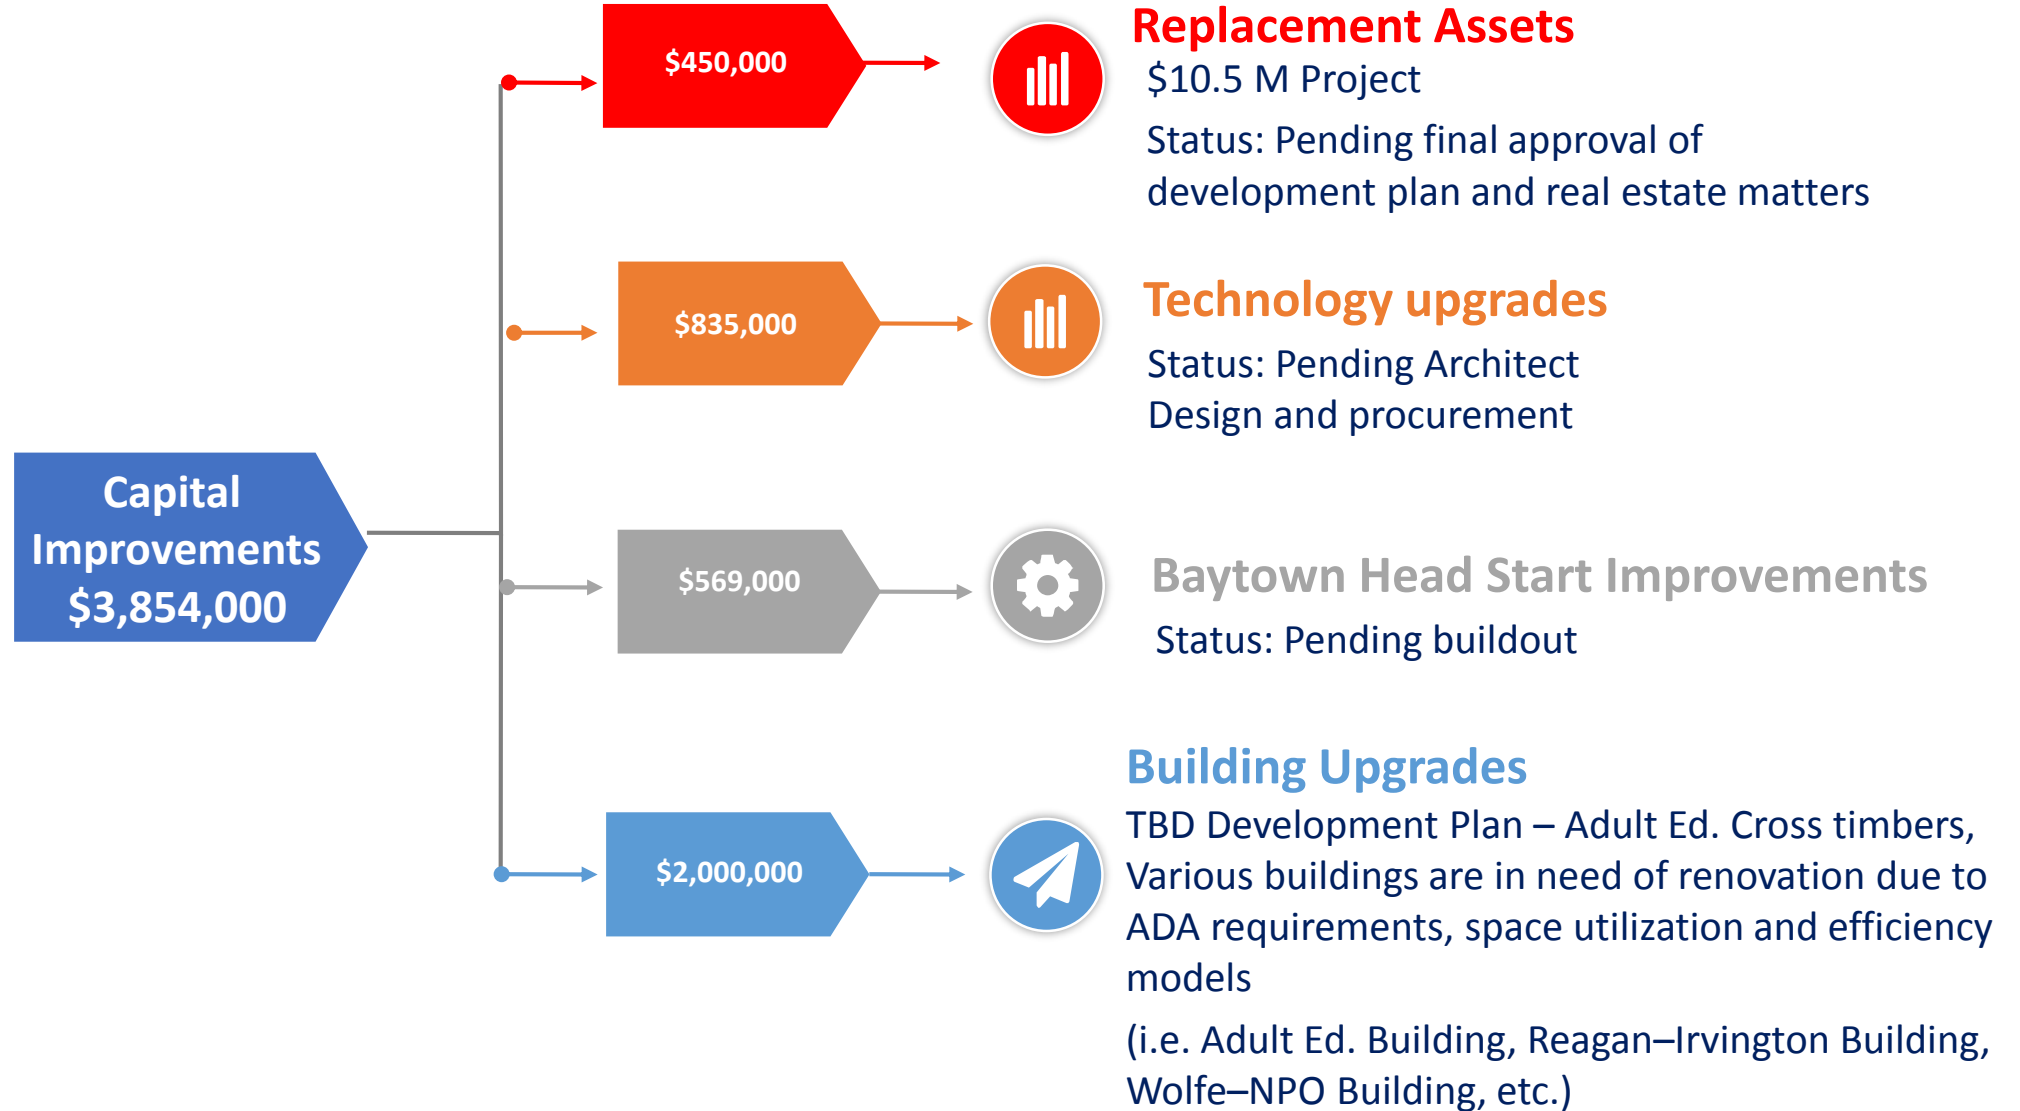 $450,000
Replacement Assets
$10.5 M Project
Status: Pending final approval of
development plan and real estate matters
$835,000
Technology upgrades
Status: Pending Architect
Design and procurement
Capital
Improvements
$3,854,000
$569,000
Baytown Head Start Improvements
Status: Pending buildout
$2,000,000
Building Upgrades
TBD Development Plan – Adult Ed. Cross timbers,
Various buildings are in need of renovation due to
ADA requirements, space utilization and efficiency
models
(i.e. Adult Ed. Building, Reagan–Irvington Building,
Wolfe–NPO Building, etc.)